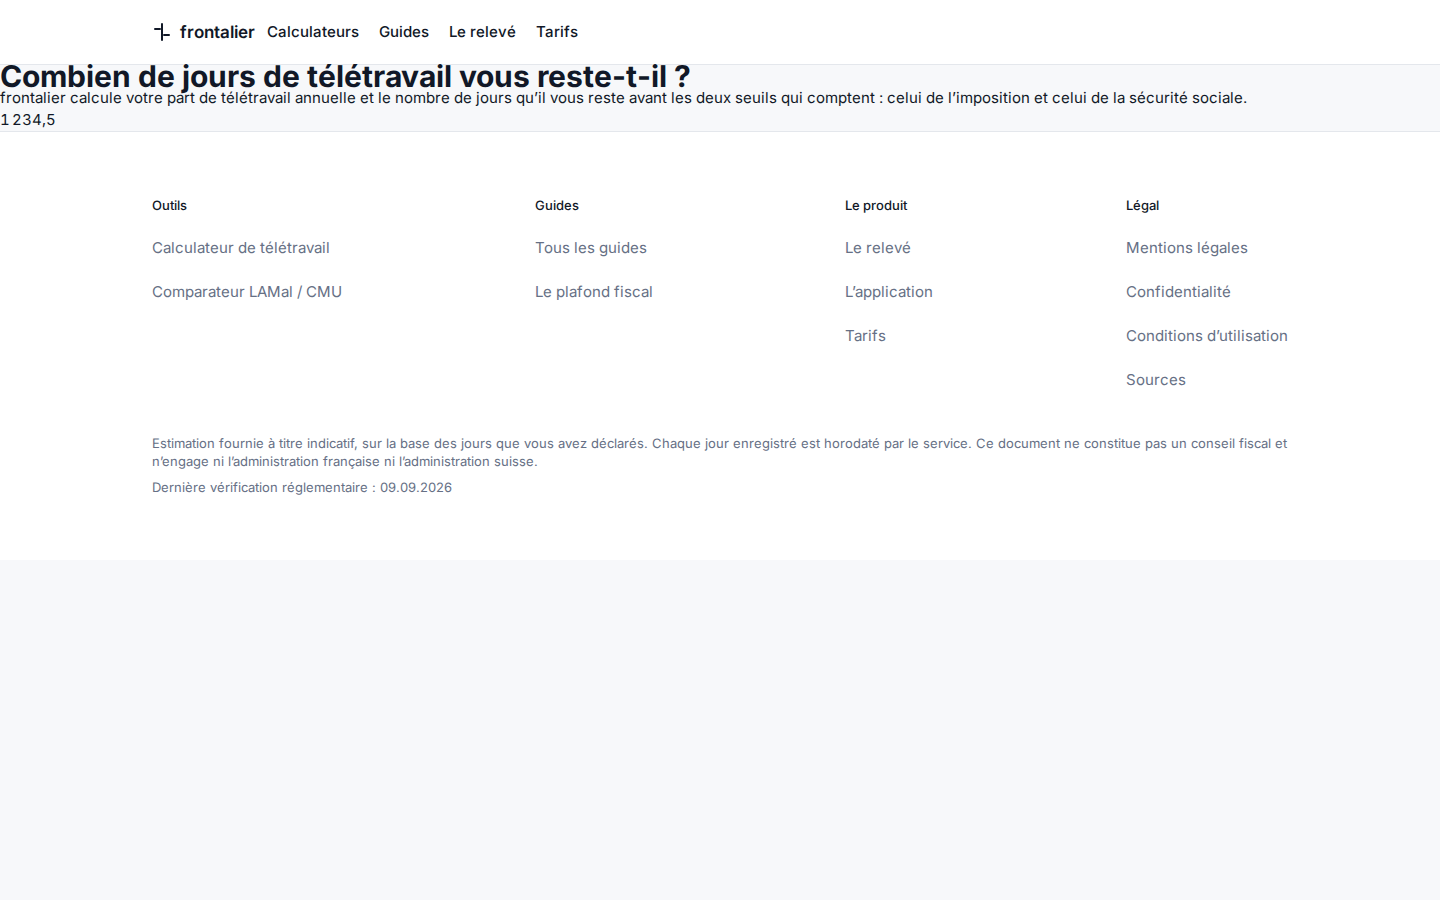 frontalier Calculateurs Guides Le relevé Tarifs
Combien de jours de télétravail vous reste-t-il ?
frontalier calcule votre part de télétravail annuelle et le nombre de jours qu’il vous reste avant les deux seuils qui comptent : celui de l’imposition et celui de la sécurité sociale.
1 234,5
Outils
Calculateur de télétravail
Comparateur LAMal / CMU
Guides
Tous les guides
Le plafond fiscal
Le produit
Le relevé
L’application
Tarifs
Légal
Mentions légales
Confidentialité
Conditions d’utilisation
Sources
Estimation fournie à titre indicatif, sur la base des jours que vous avez déclarés. Chaque jour enregistré est horodaté par le service. Ce document ne constitue pas un conseil fiscal et
n’engage ni l’administration française ni l’administration suisse.
Dernière vérification réglementaire : 09.09.2026